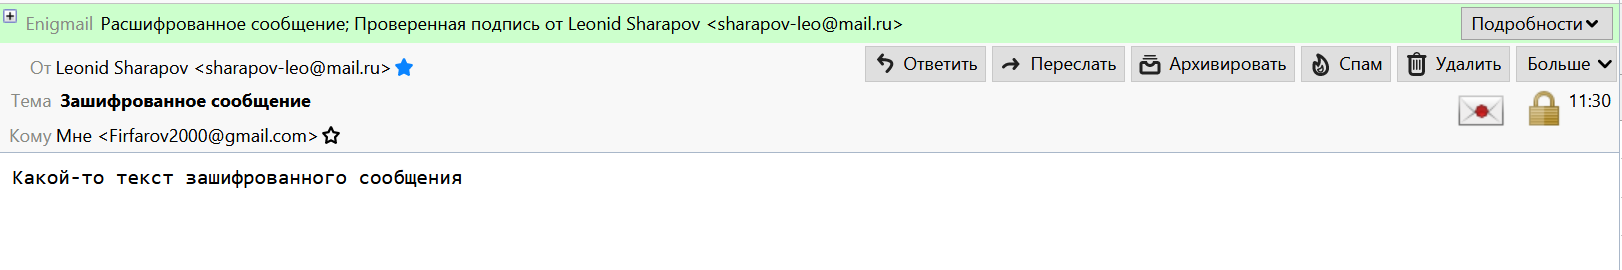 Enigmail Расшифрованное сообщение; Проверенная подпись от Leonid Sharapov <sharapov-leo@mail.ru> Подробности
От Leonid Sharapov <sharapov-leo@mail.ru> Ответить Переслать Архивировать Спам Удалить Больше
Тема Зашифрованное сообщение 11:30
Кому Мне <Firfarov2000@gmail.com>
Какой-то текст зашифрованного сообщения